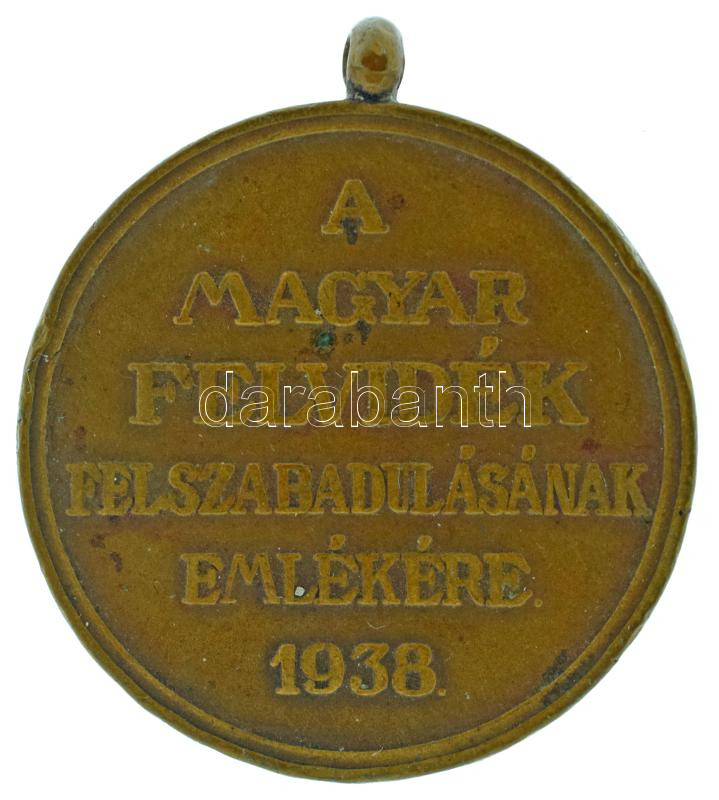 A
MAGYAR
FELVIDÉK
darabanth
FELSZABADULÁSÁNAK
EMLÉKÉRE.
1938.